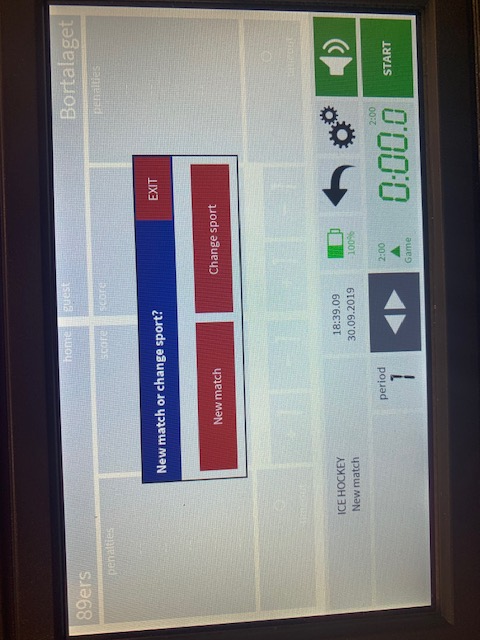 89ers
home
guest
Bortalaget
penalties
score
score
penalties
New match or change sport?
EXIT
New match
Change sport
ICE HOCKEY
New match
18:39.09
30.09.2019
100%
period
1
2:00
Game
0:00.0
2:00
START